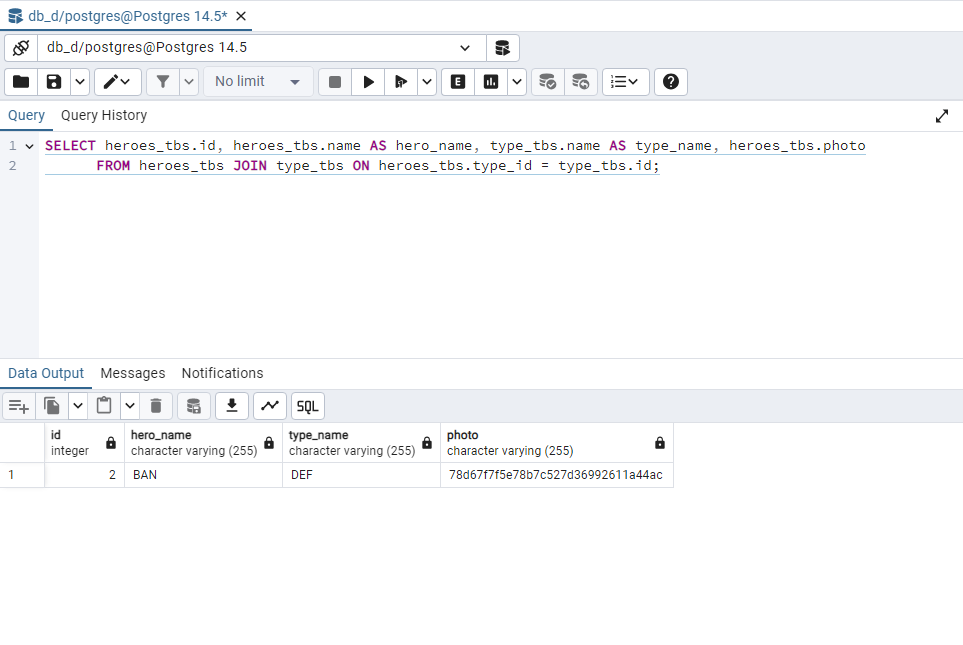 db_d/postgres@Postgres 14.5*
db_d/postgres@Postgres 14.5
No limit
Query Query History
1 SELECT heroes_tbs.id, heroes_tbs.name AS hero_name, type_tbs.name AS type_name, heroes_tbs.photo
2 FROM heroes_tbs JOIN type_tbs ON heroes_tbs.type_id = type_tbs.id;
Data Output Messages Notifications
SQL
id hero_name type_name photo
integer character varying (255) character varying (255) character varying (255)
1 2 BAN DEF 78d67f7f5e78b7c527d36992611a44ac